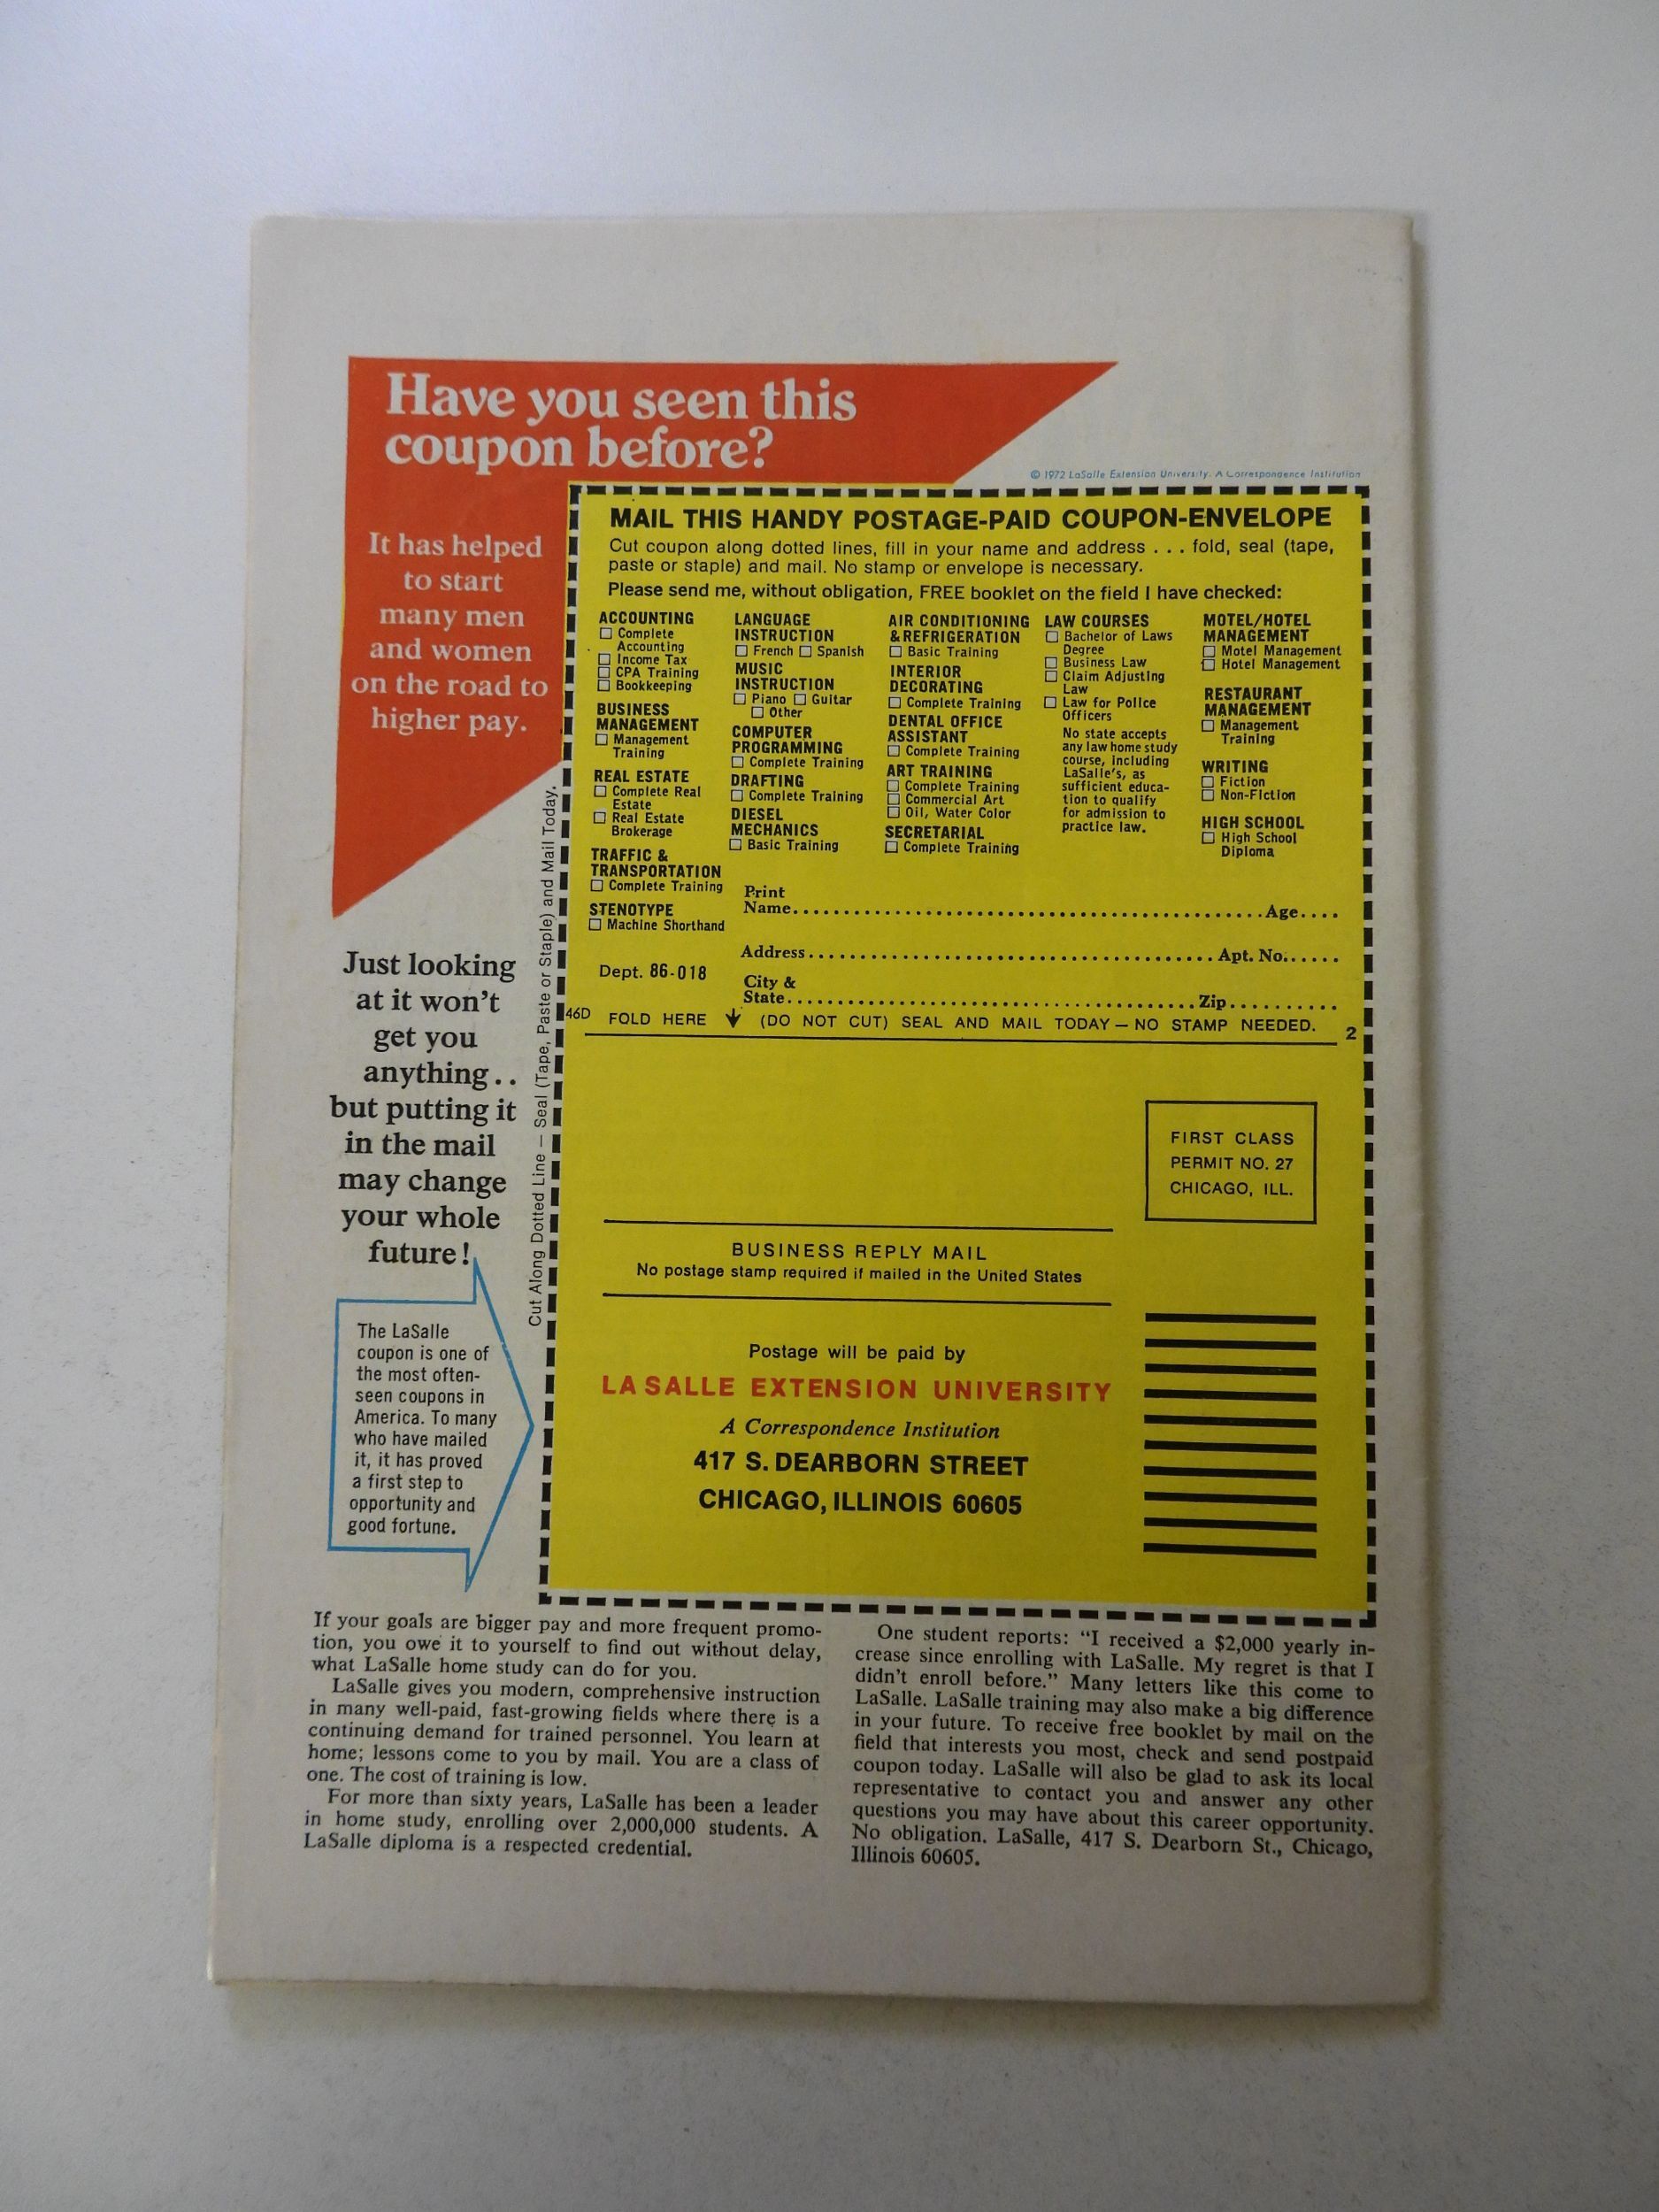 Have you seen this
coupon before?
It has helped
to start
many men
and women
on the road to
higher pay.
Just looking
at it won't
get you
anything..
but putting it
in the mail
may change
your whole
future!
The LaSalle
coupon is one of
the most often-
seen coupons in
America. To many
who have mailed
it, it has proved
a first step to
opportunity and
good fortune.
Cut Along Dotted Line — Seal (Tape, Paste or Staple) and Mail Today.
© 1972 LaSalle Extension University. A Correspondence Institution
MAIL THIS HANDY POSTAGE-PAID COUPON-ENVELOPE
Cut coupon along dotted lines, fill in your name and address . . . fold, seal (tape,
paste or staple) and mail. No stamp or envelope is necessary.
Please send me, without obligation, FREE booklet on the field I have checked:
ACCOUNTING
☐ Complete
Accounting
☐ Income Tax
☐ CPA Training
☐ Bookkeeping
BUSINESS
MANAGEMENT
☐ Management
Training
REAL ESTATE
☐ Complete Real
Estate
☐ Real Estate
Brokerage
TRAFFIC &
TRANSPORTATION
☐ Complete Training
STENOTYPE
☐ Machine Shorthand
LANGUAGE
INSTRUCTION
☐ French ☐ Spanish
MUSIC
INSTRUCTION
☐ Piano ☐ Guitar
☐ Other
COMPUTER
PROGRAMMING
☐ Complete Training
DRAFTING
☐ Complete Training
DIESEL
MECHANICS
☐ Basic Training
AIR CONDITIONING
& REFRIGERATION
☐ Basic Training
INTERIOR
DECORATING
☐ Complete Training
DENTAL OFFICE
ASSISTANT
☐ Complete Training
ART TRAINING
☐ Complete Training
☐ Commercial Art
☐ Oil, Water Color
SECRETARIAL
☐ Complete Training
LAW COURSES
☐ Bachelor of Laws
Degree
☐ Business Law
☐ Claim Adjusting
Law
☐ Law for Police
Officers
No state accepts
any law home study
course, including
LaSalle's, as
sufficient educa-
tion to qualify
for admission to
practice law.
MOTEL/HOTEL
MANAGEMENT
☐ Motel Management
☐ Hotel Management
RESTAURANT
MANAGEMENT
☐ Management
Training
WRITING
☐ Fiction
☐ Non-Fiction
HIGH SCHOOL
☐ High School
Diploma
Print
Name........ Age....
Address........ Apt. No......
Dept. 86-018
City &
State........ Zip........
46D FOLD HERE ↓ (DO NOT CUT) SEAL AND MAIL TODAY — NO STAMP NEEDED. 2
FIRST CLASS
PERMIT NO. 27
CHICAGO, ILL.
BUSINESS REPLY MAIL
No postage stamp required if mailed in the United States
Postage will be paid by
LA SALLE EXTENSION UNIVERSITY
A Correspondence Institution
417 S. DEARBORN STREET
CHICAGO, ILLINOIS 60605
If your goals are bigger pay and more frequent promo-
tion, you owe it to yourself to find out without delay,
what LaSalle home study can do for you.
LaSalle gives you modern, comprehensive instruction
in many well-paid, fast-growing fields where there is a
continuing demand for trained personnel. You learn at
home; lessons come to you by mail. You are a class of
one. The cost of training is low.
For more than sixty years, LaSalle has been a leader
in home study, enrolling over 2,000,000 students. A
LaSalle diploma is a respected credential.
One student reports: "I received a $2,000 yearly in-
crease since enrolling with LaSalle. My regret is that I
didn't enroll before." Many letters like this come to
LaSalle. LaSalle training may also make a big difference
in your future. To receive free booklet by mail on the
field that interests you most, check and send postpaid
coupon today. LaSalle will also be glad to ask its local
representative to contact you and answer any other
questions you may have about this career opportunity.
No obligation. LaSalle, 417 S. Dearborn St., Chicago,
Illinois 60605.